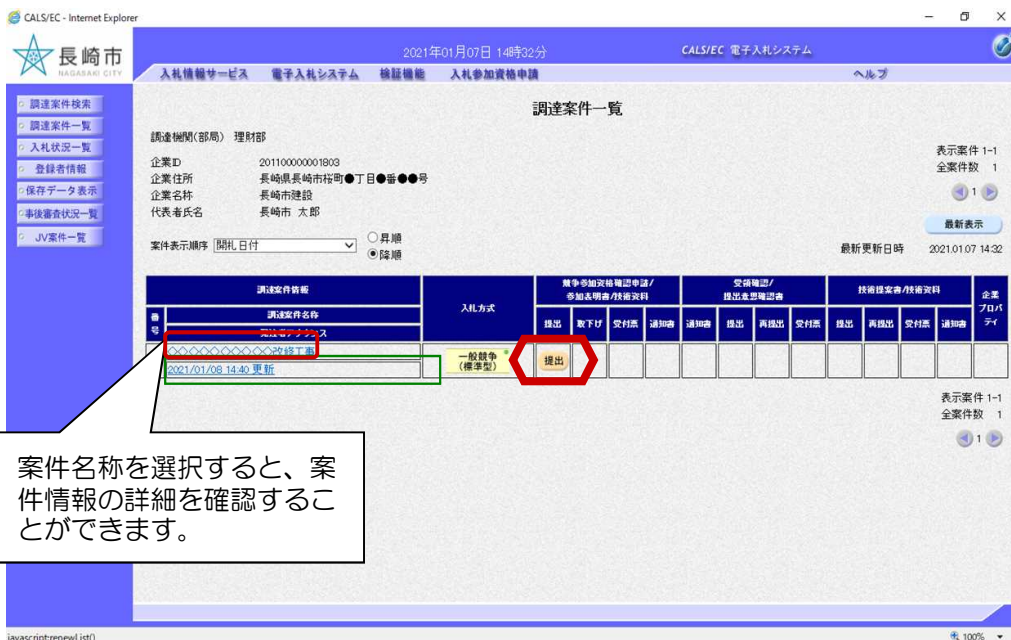 CALS/EC - Internet Explorer
長崎市
NAGASAKI CITY
2021年01月07日 14時32分
CALS/EC 電子入札システム
入札情報サービス 電子入札システム 検証機能 入札参加資格申請 ヘルプ
調達案件検索
調達案件一覧
入札状況一覧
登録者情報
保存データ表示
事後審査状況一覧
JV案件一覧
調達案件一覧
調達機関(部局) 理財部
企業ID 201100000001803
企業住所 長崎県長崎市桜町●丁目●番●●号
企業名称 長崎市建設
代表者氏名 長崎市 太郎
案件表示順序 開札日付
昇順
降順
表示案件 1-1
全案件数 1
1
最新表示
最新更新日時 2021.01.07 14:32
調達案件情報
番号
調達案件名称
入札方式
競争参加資格確認申請/
参加表明書/技術資料
受領確認/
提出意思確認書
技術提案書/技術資料
企業
プロパ
ティ
提出 取下げ 受付票 通知書 通知書 提出 再提出 受付票 提出 再提出 受付票 通知書
◇◇◇◇◇◇◇◇◇◇◇改修工事
2021/01/08 14:40 更新
一般競争
(標準型)
提出
表示案件 1-1
全案件数 1
1
案件名称を選択すると、案
件情報の詳細を確認するこ
とができます。
javascript:renewList()
100%